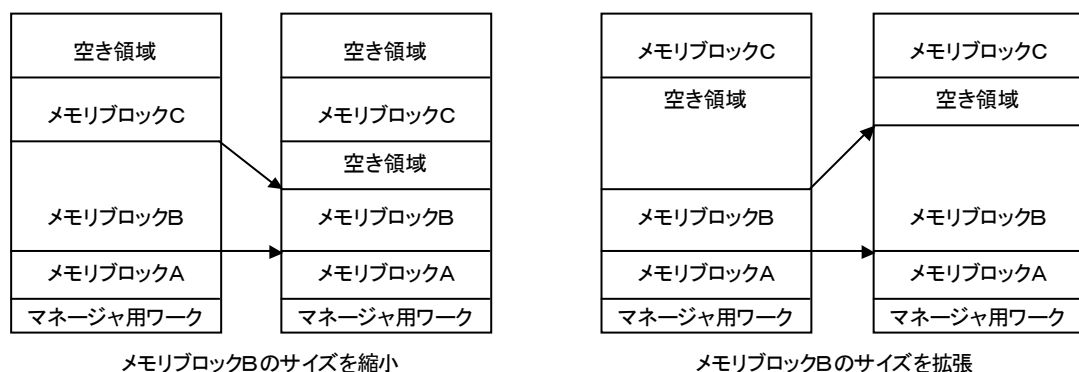 空き領域
メモリブロックC
メモリブロックB
メモリブロックA
マネージャ用ワーク
空き領域
メモリブロックC
空き領域
メモリブロックB
メモリブロックA
マネージャ用ワーク
メモリブロックBのサイズを縮小
メモリブロックC
空き領域
メモリブロックB
メモリブロックA
マネージャ用ワーク
メモリブロックC
空き領域
メモリブロックB
メモリブロックA
マネージャ用ワーク
メモリブロックBのサイズを拡張